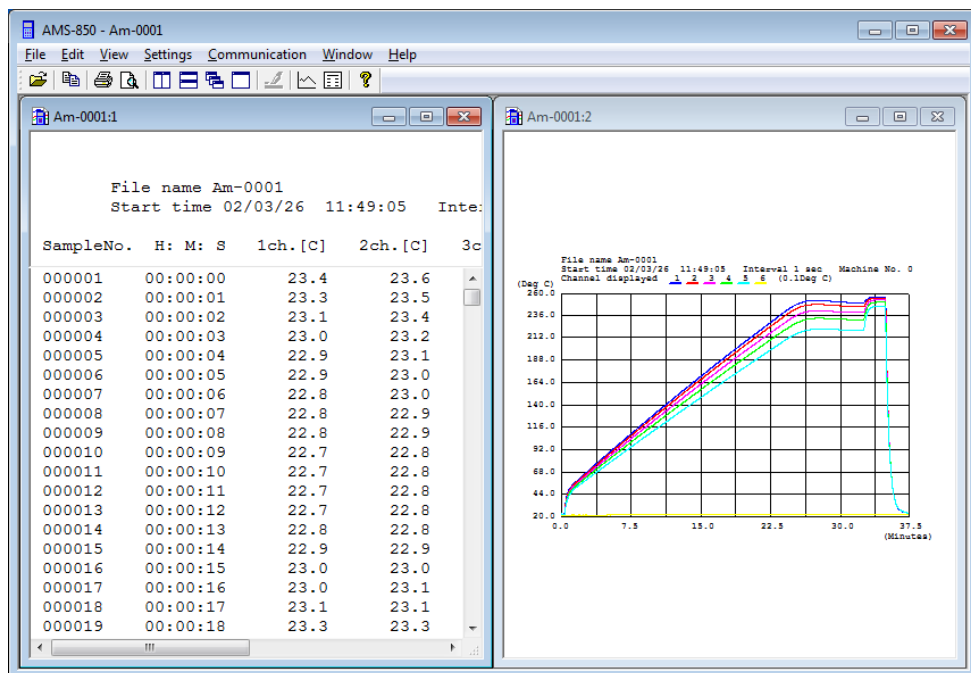 AMS-850 - Am-0001
File Edit View Settings Communication Window Help
Am-0001:1
File name Am-0001
Start time 02/03/26 11:49:05 Inte
SampleNo. H: M: S 1ch.[C] 2ch.[C] 3c
000001 00:00:00 23.4 23.6
000002 00:00:01 23.3 23.5
000003 00:00:02 23.1 23.4
000004 00:00:03 23.0 23.2
000005 00:00:04 22.9 23.1
000006 00:00:05 22.9 23.0
000007 00:00:06 22.8 23.0
000008 00:00:07 22.8 22.9
000009 00:00:08 22.8 22.9
000010 00:00:09 22.7 22.8
000011 00:00:10 22.7 22.8
000012 00:00:11 22.7 22.8
000013 00:00:12 22.7 22.8
000014 00:00:13 22.8 22.8
000015 00:00:14 22.9 22.9
000016 00:00:15 23.0 23.0
000017 00:00:16 23.0 23.1
000018 00:00:17 23.1 23.1
000019 00:00:18 23.3 23.3
Am-0001:2
File name Am-0001
Start time 02/03/26 11:49:05 Interval 1 sec Machine No. 0
Channel displayed 1 2 3 4 5 6 (0.1Deg C)
(Deg C)
260.0
236.0
212.0
188.0
164.0
140.0
116.0
92.0
68.0
44.0
20.0
0.0 7.5 15.0 22.5 30.0 37.5
(Minutes)